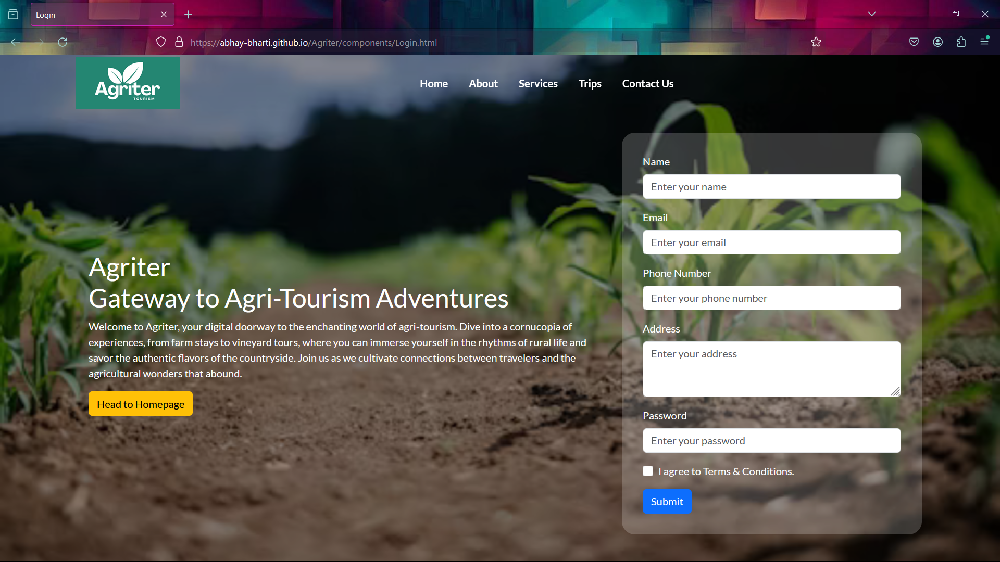 Login
https://abhay-bharti.github.io/Agriter/components/Login.html
Agriter
TOURISM
Home
About
Services
Trips
Contact Us
Agriter
Gateway to Agri-Tourism Adventures
Welcome to Agriter, your digital doorway to the enchanting world of agri-tourism. Dive into a cornucopia of
experiences, from farm stays to vineyard tours, where you can immerse yourself in the rhythms of rural life and
savor the authentic flavors of the countryside. Join us as we cultivate connections between travelers and the
agricultural wonders that abound.
Head to Homepage
Name
Enter your name
Email
Enter your email
Phone Number
Enter your phone number
Address
Enter your address
Password
Enter your password
I agree to Terms & Conditions.
Submit